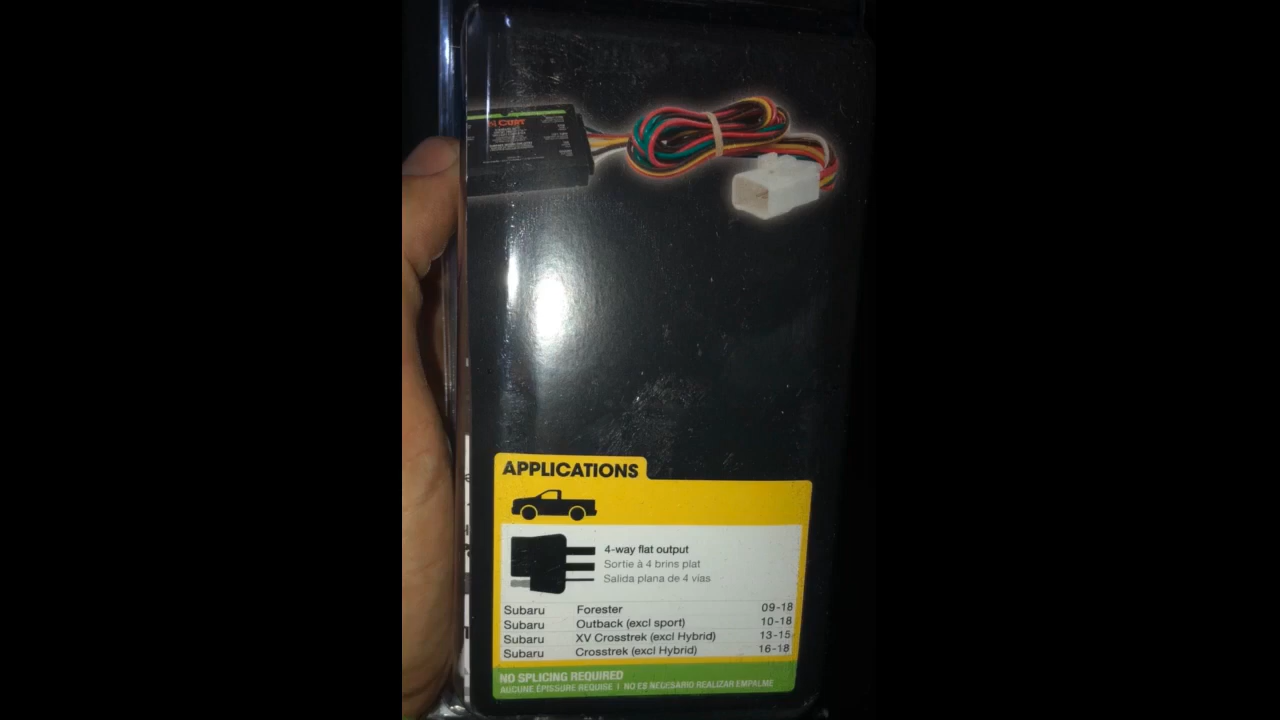 CURT
APPLICATIONS
4-way flat output
Sortie à 4 brins plat
Salida plana de 4 vias
Subaru Forester 09-18
Subaru Outback (excl sport) 10-18
Subaru XV Crosstrek (excl Hybrid) 13-15
Subaru Crosstrek (excl Hybrid) 16-18
NO SPLICING REQUIRED
AUCUNE ÉPISSURE REQUISE | NO ES NECESARIO REALIZAR EMPALME